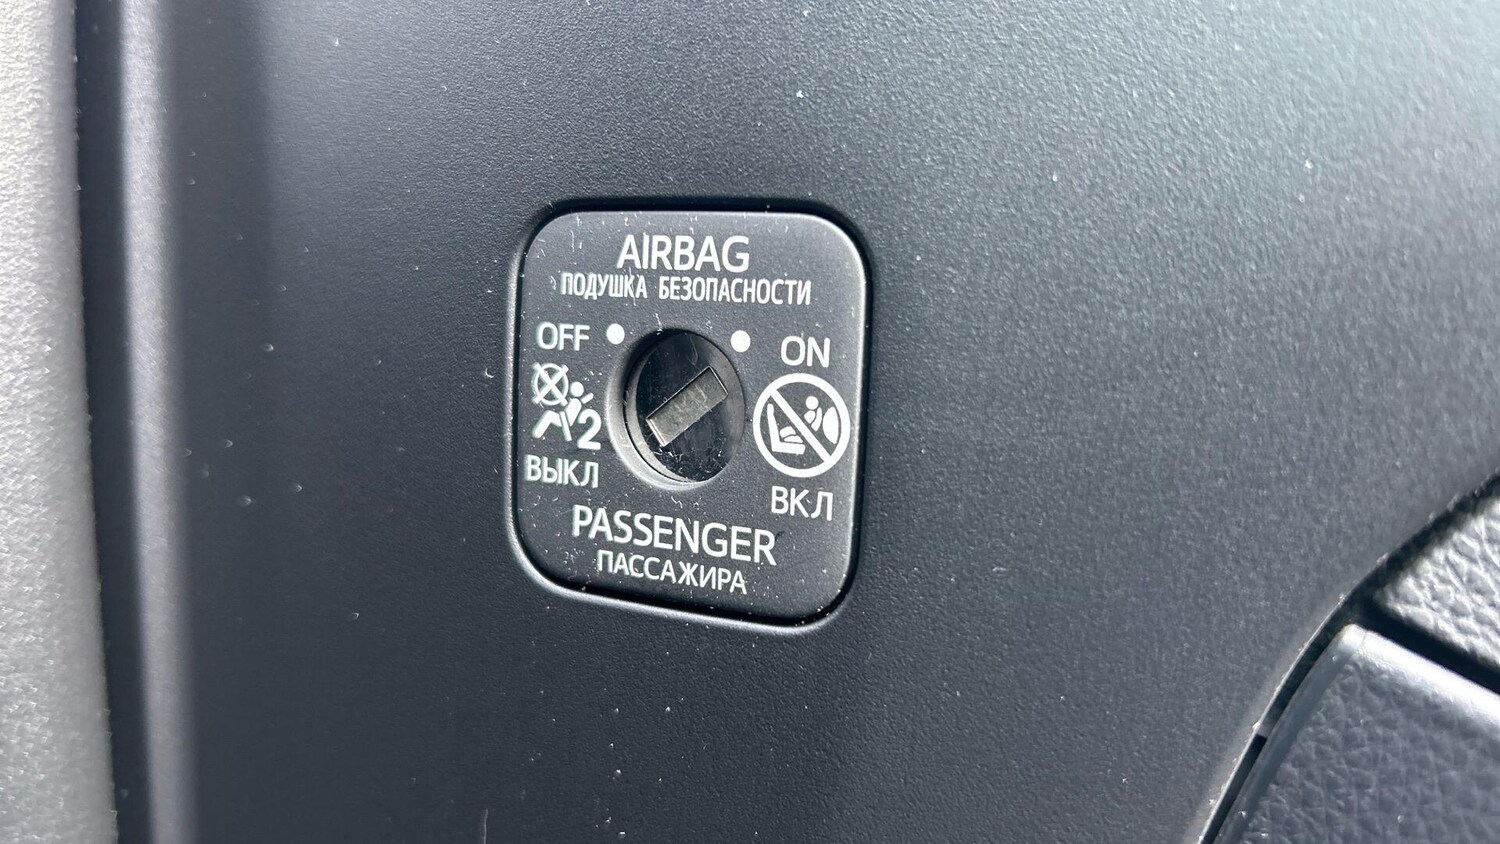 AIRBAG
ПОДУШКА БЕЗОПАСНОСТИ
OFF
ON
2
ВЫКЛ
ВКЛ
PASSENGER
ПАССАЖИРА